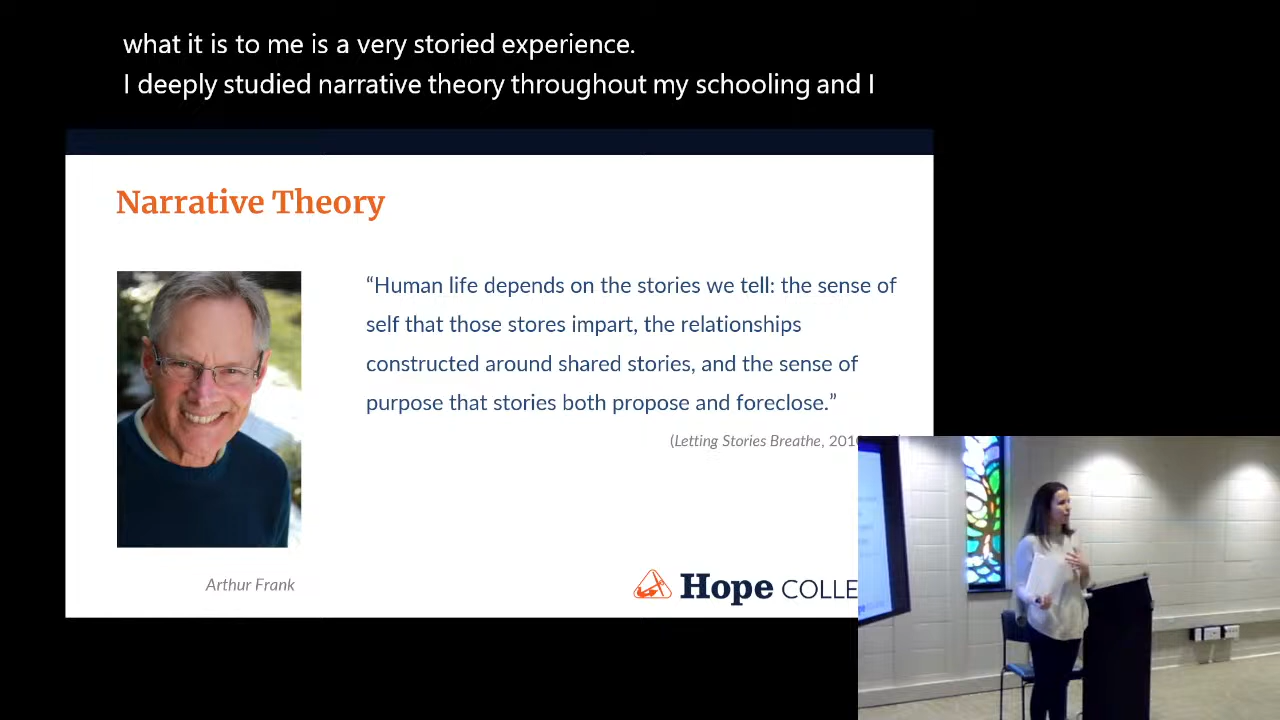 what it is to me is a very storied experience.
I deeply studied narrative theory throughout my schooling and I
Narrative Theory
“Human life depends on the stories we tell: the sense of
self that those stores impart, the relationships
constructed around shared stories, and the sense of
purpose that stories both propose and foreclose.”
(Letting Stories Breathe, 201
Arthur Frank
Hope COLLE